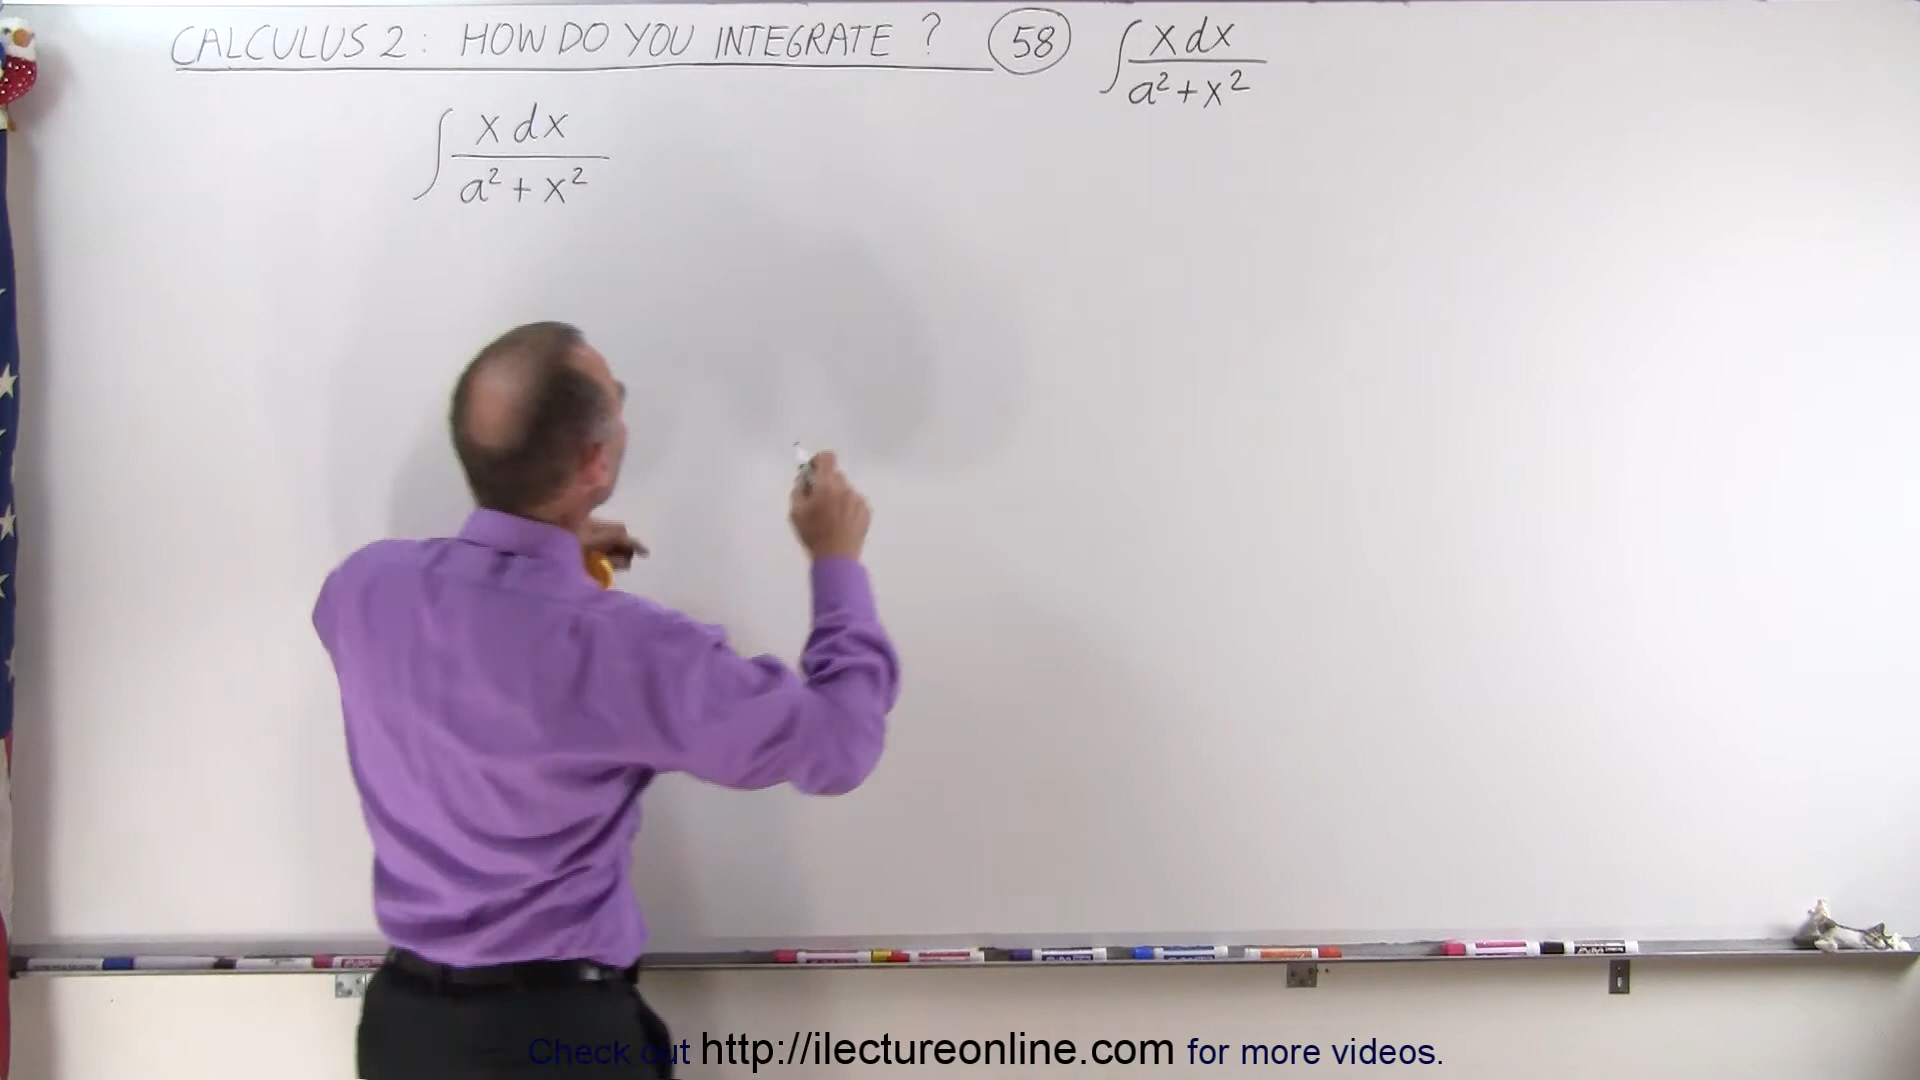 CALCULUS 2: HOW DO YOU INTEGRATE ? 58 ∫ x dx / a² + x²
∫ x dx / a² + x²
Check out http://ilectureonline.com for more videos.